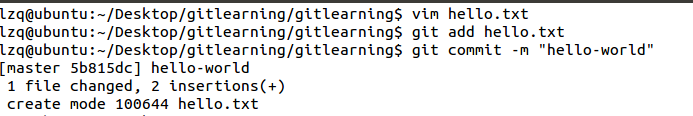 lzq@ubuntu:~/Desktop/gitlearning/gitlearning$ vim hello.txt
lzq@ubuntu:~/Desktop/gitlearning/gitlearning$ git add hello.txt
lzq@ubuntu:~/Desktop/gitlearning/gitlearning$ git commit -m "hello-world"
[master 5b815dc] hello-world
 1 file changed, 2 insertions(+)
 create mode 100644 hello.txt